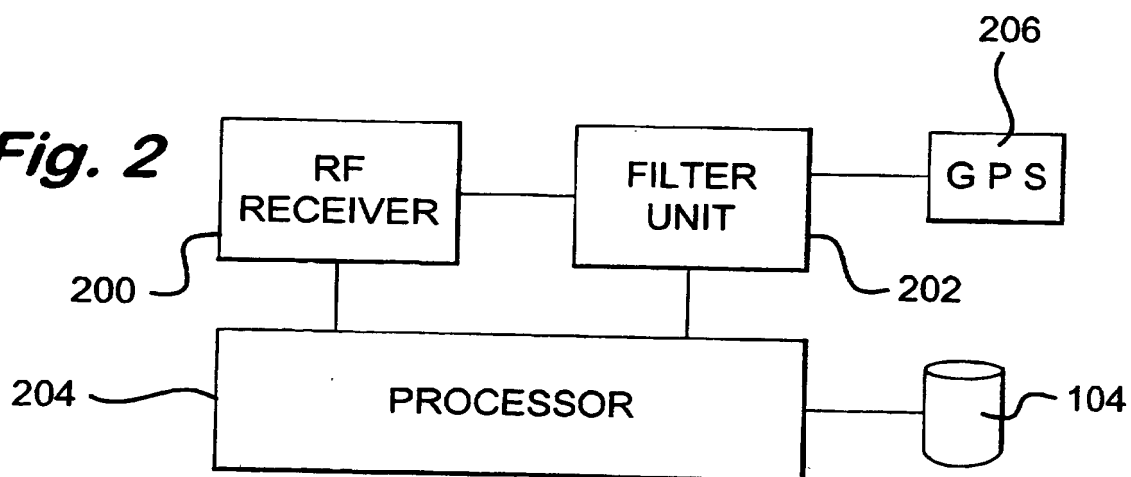 206
Fig. 2
RF
RECEIVER
FILTER
UNIT
G P S
200
202
204
PROCESSOR
104